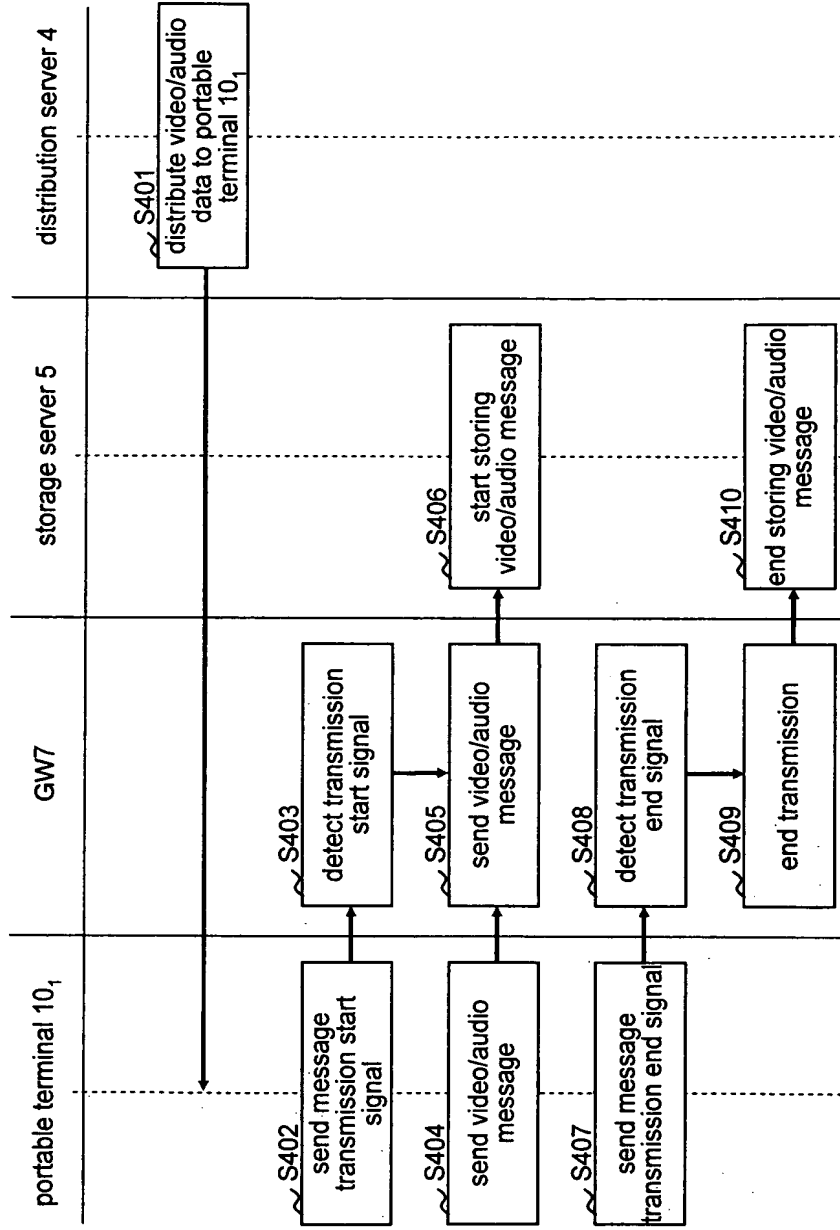 portable terminal 10₁
GW7
storage server 5
distribution server 4
S401
distribute video/audio
data to portable
terminal 10₁
S402
send message
transmission start
signal
S403
detect transmission
start signal
S404
send video/audio
message
S405
send video/audio
message
S406
start storing
video/audio message
S407
send message
transmission end signal
S408
detect transmission
end signal
S409
end transmission
S410
end storing video/audio
message